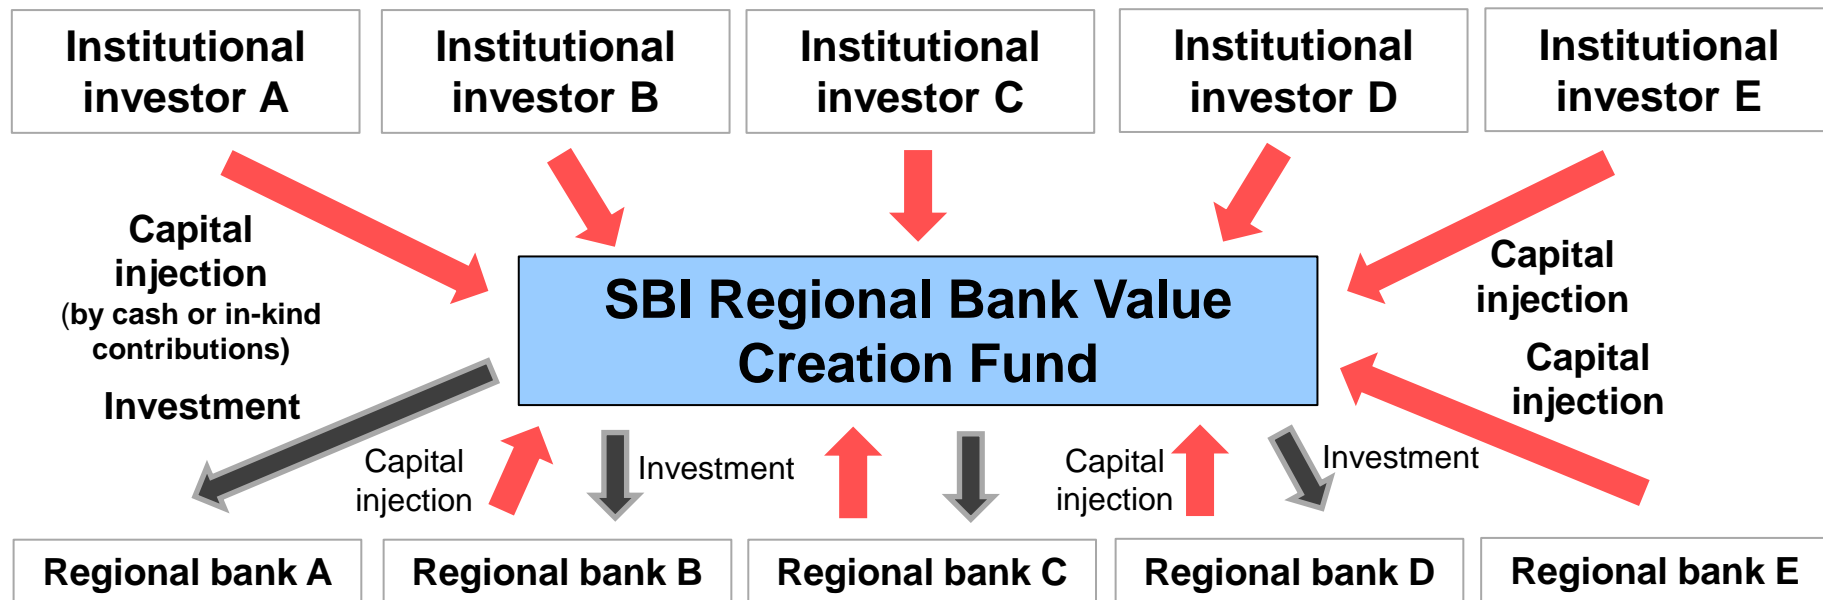 Institutional
investor A
Institutional
investor B
Institutional
investor C
Institutional
investor D
Institutional
investor E
Capital
injection
(by cash or in-kind
contributions)
Capital
injection
SBI Regional Bank Value
Creation Fund
Investment
Capital
injection
Capital
injection
Investment
Capital
injection
Investment
Regional bank A
Regional bank B
Regional bank C
Regional bank D
Regional bank E